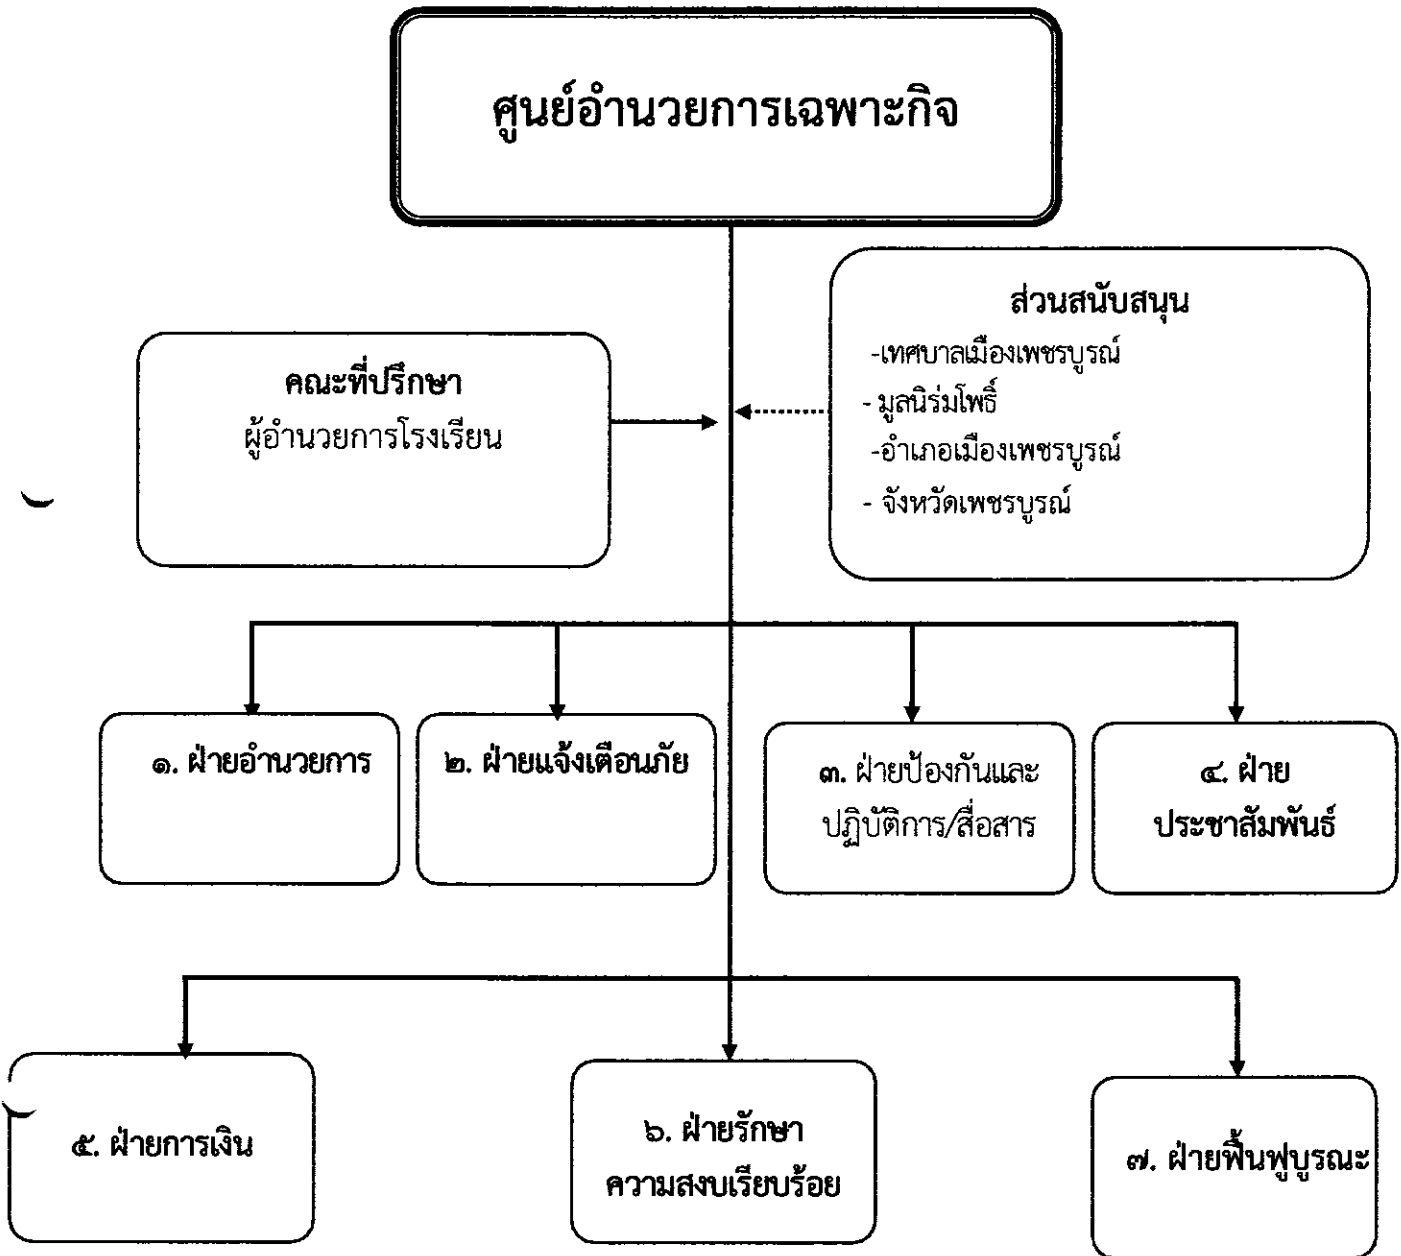 ศูนย์อำนวยการเฉพาะกิจ
คณะที่ปรึกษา
ผู้อำนวยการโรงเรียน
ส่วนสนับสนุน
-เทศบาลเมืองเพชรบูรณ์
- มูลนิร่มโพธิ์
-อำเภอเมืองเพชรบูรณ์
- จังหวัดเพชรบูรณ์
๑. ฝ่ายอำนวยการ
๒. ฝ่ายแจ้งเตือนภัย
๓. ฝ่ายป้องกันและ
ปฏิบัติการ/สื่อสาร
๔. ฝ่าย
ประชาสัมพันธ์
๕. ฝ่ายการเงิน
๖. ฝ่ายรักษา
ความสงบเรียบร้อย
๗. ฝ่ายฟื้นฟูบูรณะ